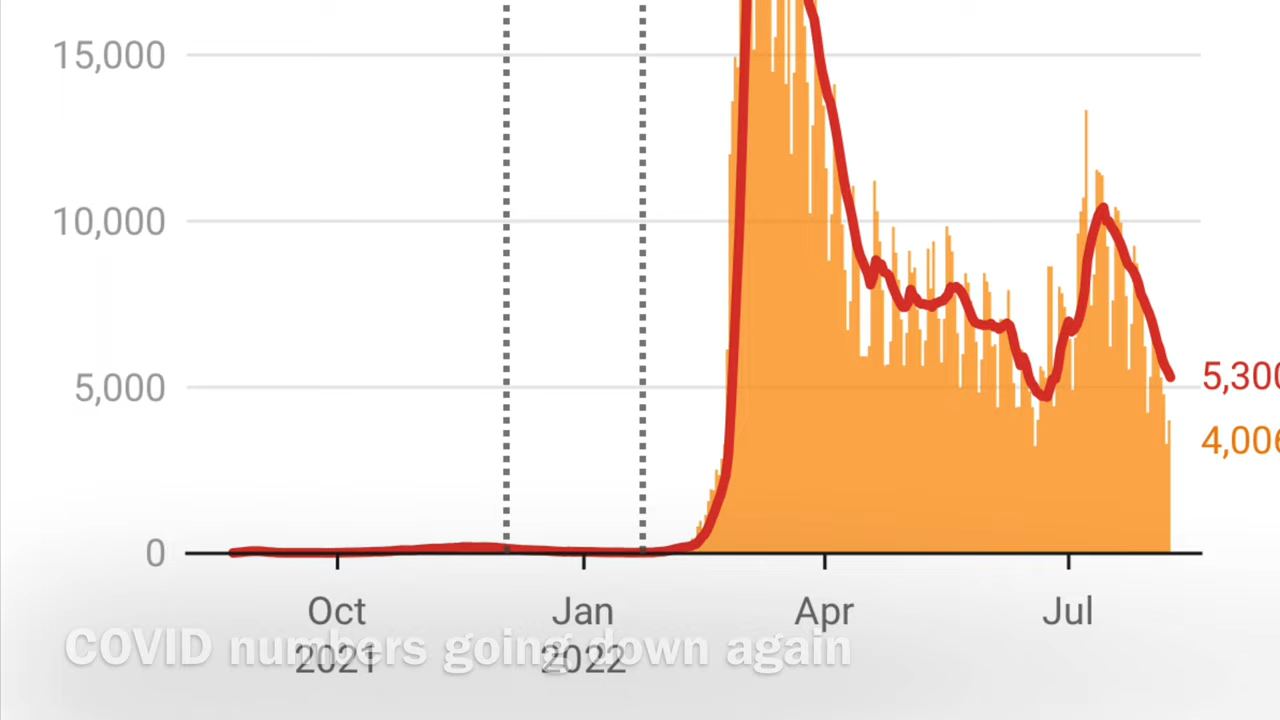 15,000
10,000
5,000
5,300
4,006
0
Oct
Jan
Apr
Jul
2021
2022
COVID numbers going down again